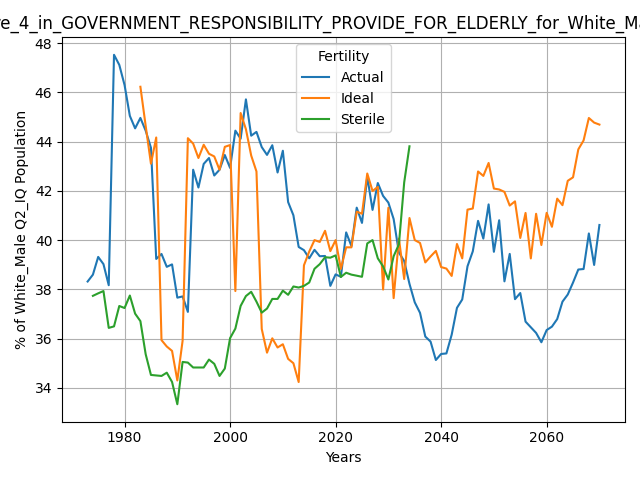 e_4_in_GOVERNMENT_RESPONSIBILITY_PROVIDE_FOR_ELDERLY_for_White_Ma
Fertility
Actual
Ideal
Sterile
% of White_Male Q2_IQ Population
48
46
44
42
40
38
36
34
1980
2000
2020
2040
2060
Years